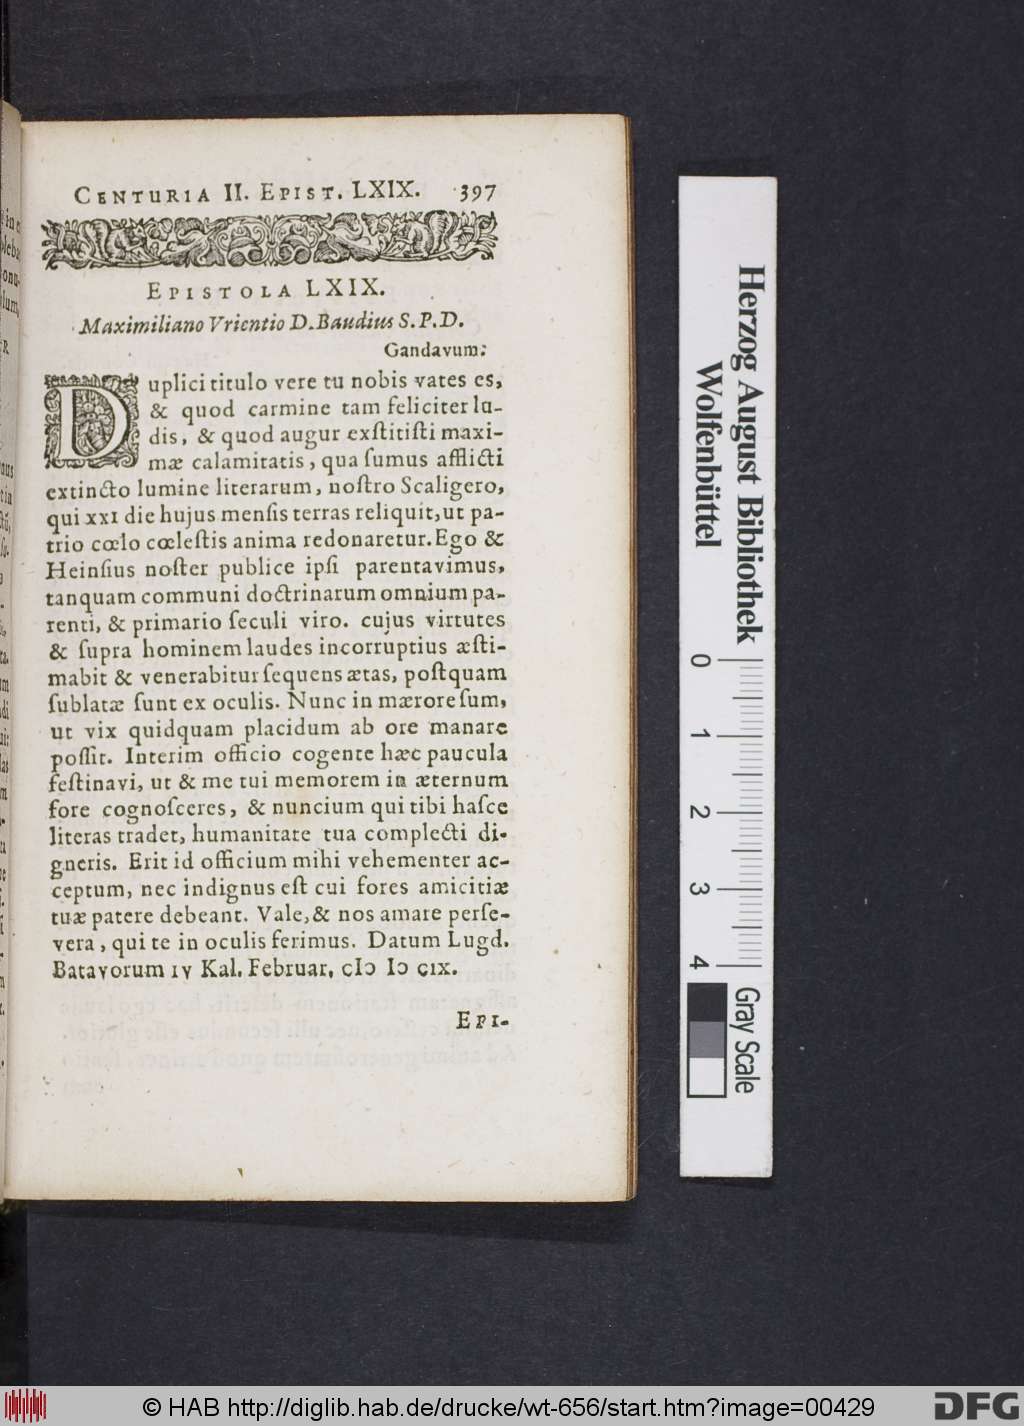 CENTURIA II. EPIST. LXIX. 397
EPISTOLA LXIX.
Maximiliano Vrientio D. Baudius S. P. D.
Gandavum.
Duplici titulo vere tu nobis vates es,
& quod carmine tam feliciter lu-
dis, & quod augur exſtitiſti maxi-
mæ calamitatis, qua ſumus afflicti
extincto lumine literarum, noſtro Scaligero,
qui XXI die hujus menſis terras reliquit, ut pa-
trio cœlo cœleſtis anima redonaretur. Ego &
Heinſius noſter publice ipſi parentavimus,
tanquam communi doctrinarum omnium pa-
renti, & primario ſeculi viro. cujus virtutes
& ſupra hominem laudes incorruptius æſti-
mabit & venerabitur ſequens ætas, poſtquam
ſublatæ ſunt ex oculis. Nunc in mærore ſum,
ut vix quidquam placidum ab ore manare
poſſit. Interim officio cogente hæc paucula
feſtinavi, ut & me tui memorem in æternum
fore cognoſceres, & nuncium qui tibi haſce
literas tradet, humanitate tua complecti di-
gneris. Erit id officium mihi vehementer ac-
ceptum, nec indignus eſt cui fores amicitiæ
tuæ patere debeant. Vale, & nos amare perſe-
vera, qui te in oculis ferimus. Datum Lugd.
Batavorum IV Kal. Februar. CIↃ IↃ CIX.
EPI-
Herzog August Bibliothek
Wolfenbüttel
0 1 2 3 4
Gray Scale
© HAB http://diglib.hab.de/drucke/wt-656/start.htm?image=00429
DFG